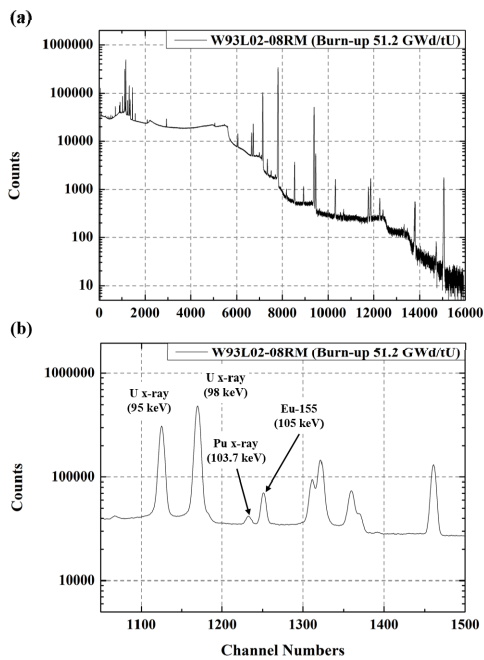 (a)
W93L02-08RM (Burn-up 51.2 GWd/tU)
1000000
100000
10000
1000
100
10
Counts
0 2000 4000 6000 8000 10000 12000 14000 16000
(b)
W93L02-08RM (Burn-up 51.2 GWd/tU)
1000000
100000
10000
Counts
U x-ray
(95 keV)
U x-ray
(98 keV)
Pu x-ray
(103.7 keV)
Eu-155
(105 keV)
1100 1200 1300 1400 1500
Channel Numbers